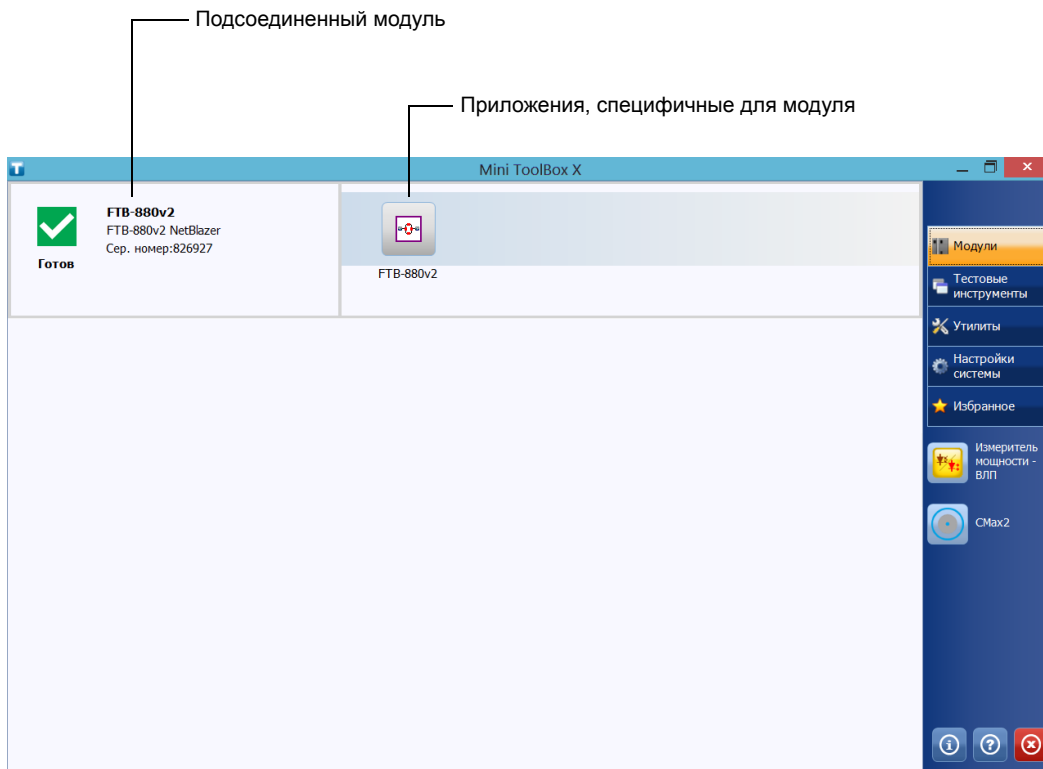 Подсоединенный модуль
Приложения, специфичные для модуля
Mini ToolBox X
FTB-880v2
FTB-880v2 NetBlazer
Сер. номер:826927
Готов
FTB-880v2
Модули
Тестовые
инструменты
Утилиты
Настройки
системы
Избранное
Измеритель
мощности -
ВЛП
CMax2